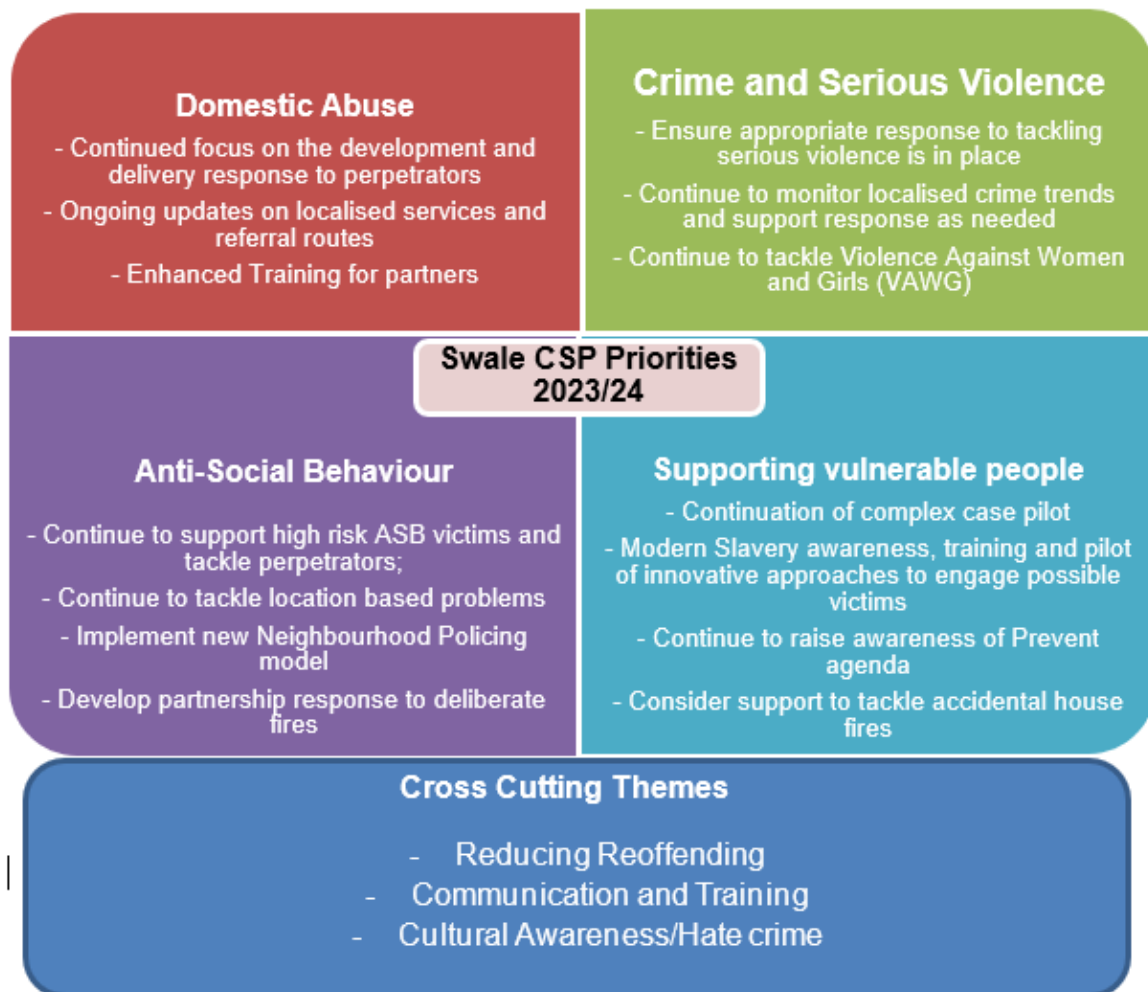 Domestic Abuse
- Continued focus on the development and
delivery response to perpetrators
- Ongoing updates on localised services and
referral routes
- Enhanced Training for partners
Crime and Serious Violence
- Ensure appropriate response to tackling
serious violence is in place
- Continue to monitor localised crime trends
and support response as needed
- Continue to tackle Violence Against Women
and Girls (VAWG)
Swale CSP Priorities
2023/24
Anti-Social Behaviour
- Continue to support high risk ASB victims and
tackle perpetrators;
- Continue to tackle location based problems
- Implement new Neighbourhood Policing
model
- Develop partnership response to deliberate
fires
Supporting vulnerable people
- Continuation of complex case pilot
- Modern Slavery awareness, training and pilot
of innovative approaches to engage possible
victims
- Continue to raise awareness of Prevent
agenda
- Consider support to tackle accidental house
fires
Cross Cutting Themes
- Reducing Reoffending
- Communication and Training
- Cultural Awareness/Hate crime